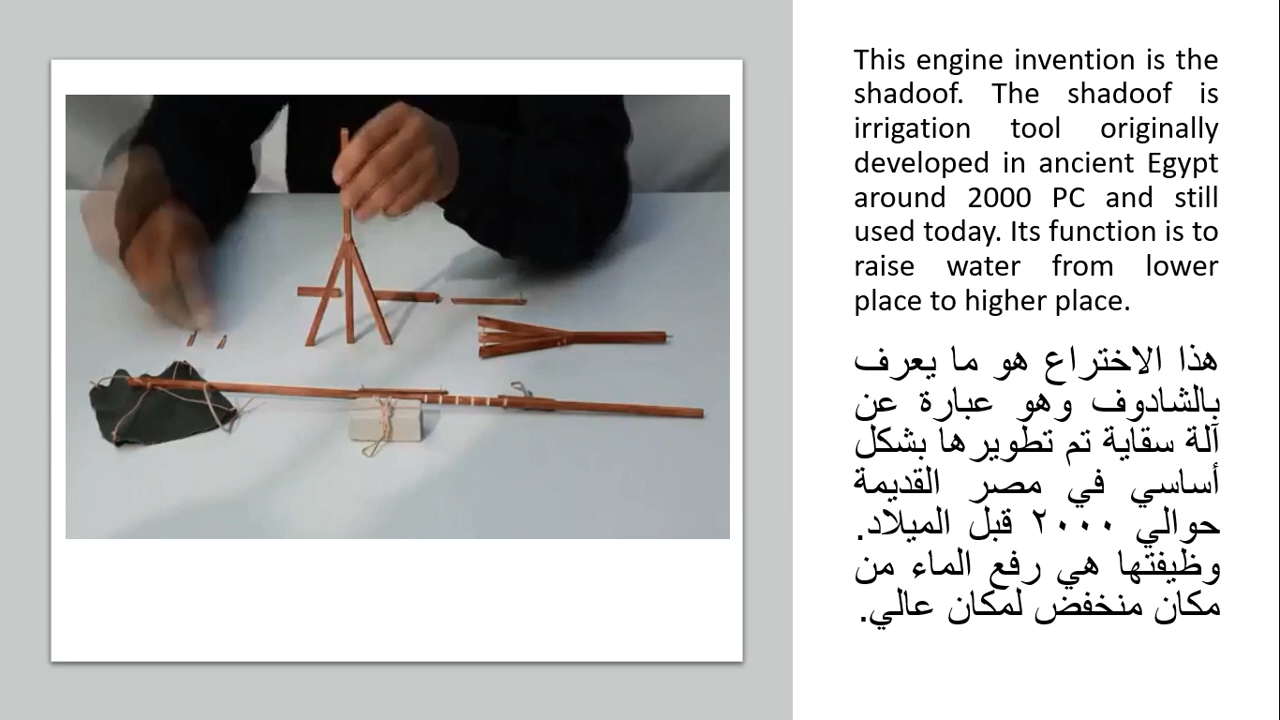 This engine invention is the
shadoof. The shadoof is
irrigation tool originally
developed in ancient Egypt
around 2000 PC and still
used today. Its function is to
raise water from lower
place to higher place.
هذا الاختراع هو ما يعرف
بالشادوف وهو عبارة عن
آلة سقاية تم تطويرها بشكل
أساسي في مصر القديمة
حوالي ٢٠٠٠ قبل الميلاد.
وظيفتها هي رفع الماء من
مكان منخفض لمكان عالي.